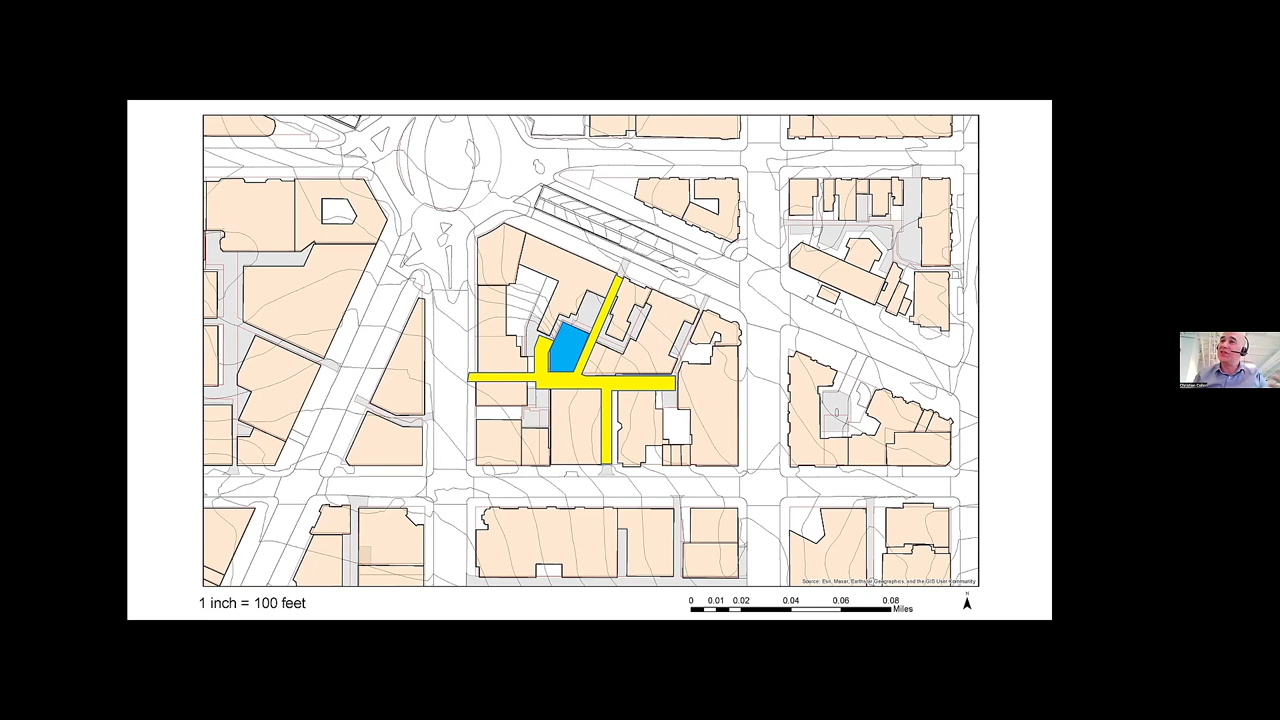 Source: Esri, Maxar, Earthstar Geographics, and the GIS User Community
1 inch = 100 feet
0 0.01 0.02 0.04 0.06 0.08
Miles
N